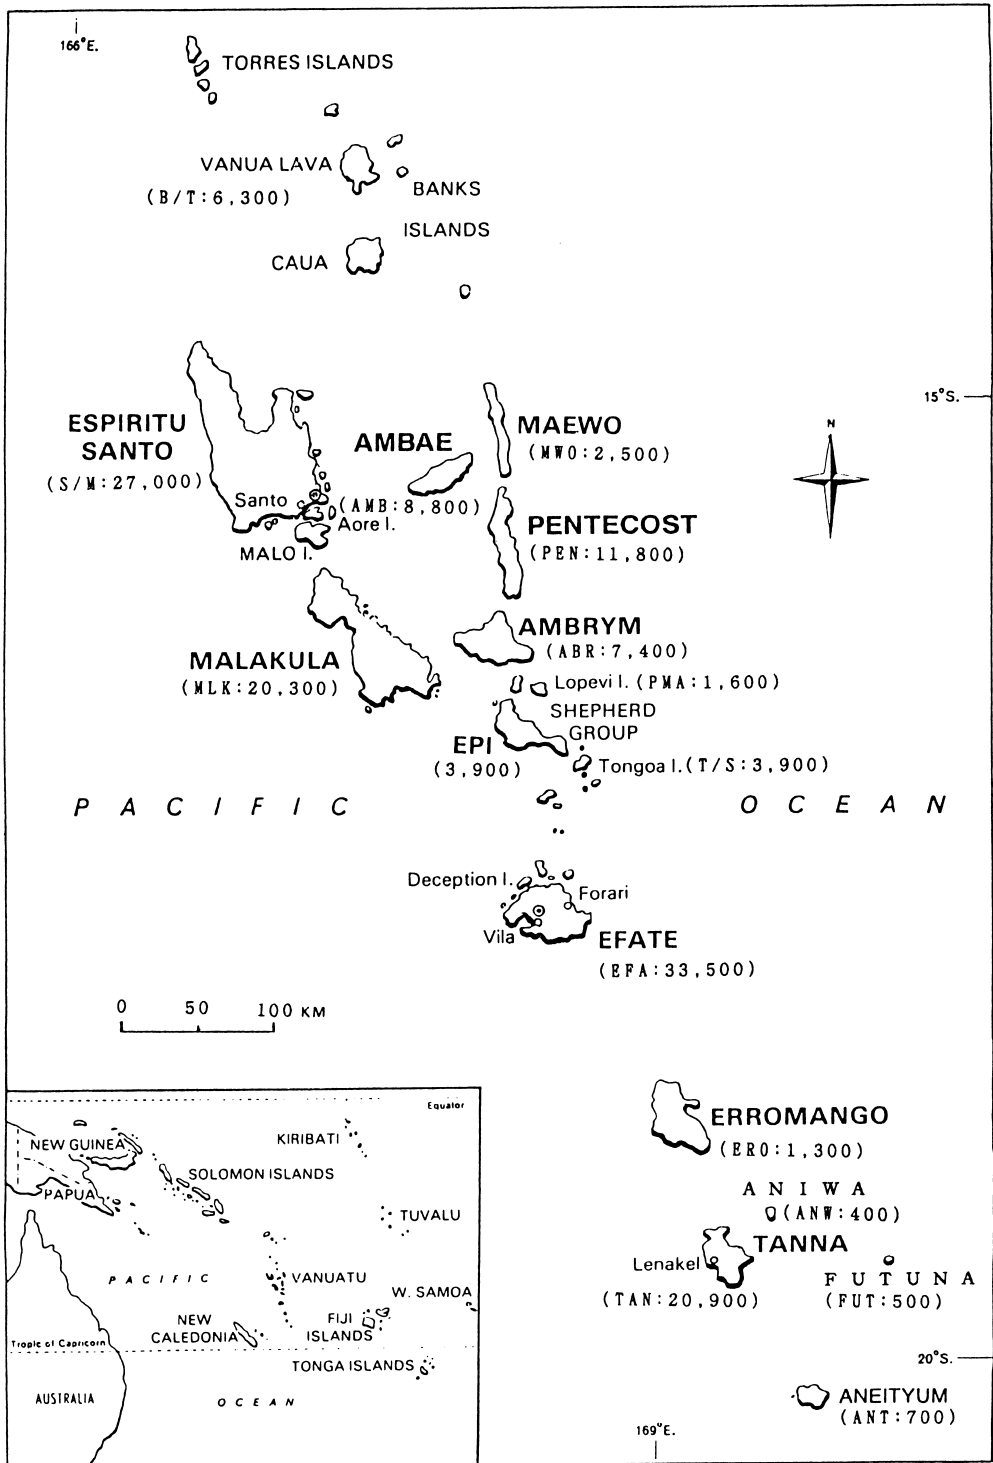 166°E.
TORRES ISLANDS
VANUA LAVA
(B/T:6,300)
BANKS
ISLANDS
CAUA
15°S.
N
ESPIRITU
SANTO
(S/M:27,000)
AMBAE
(AMB:8,800)
MAEWO
(MWO:2,500)
Santo
Aore I.
MALO I.
PENTECOST
(PEN:11,800)
AMBRYM
(ABR:7,400)
MALAKULA
(MLK:20,300)
Lopevi I. (PMA:1,600)
SHEPHERD
GROUP
EPI
(3,900)
Tongoa I.(T/S:3,900)
PACIFIC OCEAN
Deception I.
Forari
Vila
EFATE
(EFA:33,500)
0 50 100 KM
ERROMANGO
(ERO:1,300)
ANIWA
(ANW:400)
TANNA
Lenakel
(TAN:20,900)
FUTUNA
(FUT:500)
20°S.
ANEITYUM
(ANT:700)
169°E.
Equator
KIRIBATI
NEW GUINEA
SOLOMON ISLANDS
PAPUA
TUVALU
PACIFIC
VANUATU
W. SAMOA
NEW
CALEDONIA
FIJI
ISLANDS
Tropic of Capricorn
TONGA ISLANDS
AUSTRALIA
OCEAN